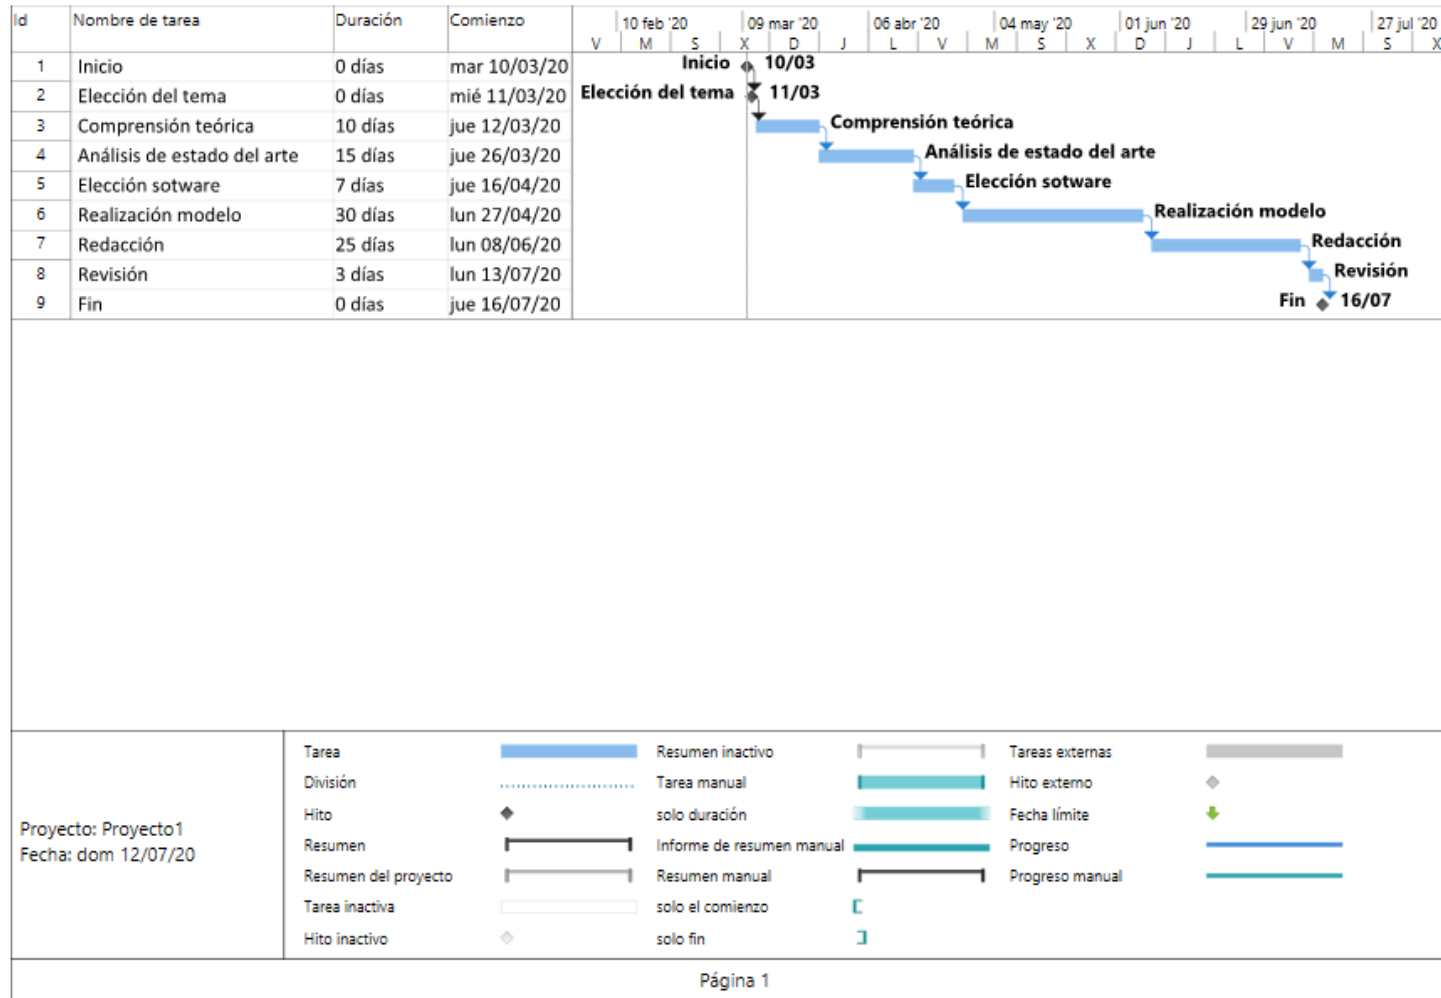 Id Nombre de tarea Duración Comienzo 10 feb '20 09 mar '20 06 abr '20 04 may '20 01 jun '20 29 jun '20 27 jul '20
V M S X D J L V M S X D J L V M S X
1 Inicio 0 días mar 10/03/20 Inicio 10/03
2 Elección del tema 0 días mié 11/03/20 Elección del tema 11/03
3 Comprensión teórica 10 días jue 12/03/20 Comprensión teórica
4 Análisis de estado del arte 15 días jue 26/03/20 Análisis de estado del arte
5 Elección sotware 7 días jue 16/04/20 Elección sotware
6 Realización modelo 30 días lun 27/04/20 Realización modelo
7 Redacción 25 días lun 08/06/20 Redacción
8 Revisión 3 días lun 13/07/20 Revisión
9 Fin 0 días jue 16/07/20 Fin 16/07
Proyecto: Proyecto1
Fecha: dom 12/07/20
Tarea Resumen inactivo Tareas externas
División Tarea manual Hito externo
Hito solo duración Fecha límite
Resumen Informe de resumen manual Progreso
Resumen del proyecto Resumen manual Progreso manual
Tarea inactiva solo el comienzo
Hito inactivo solo fin
Página 1